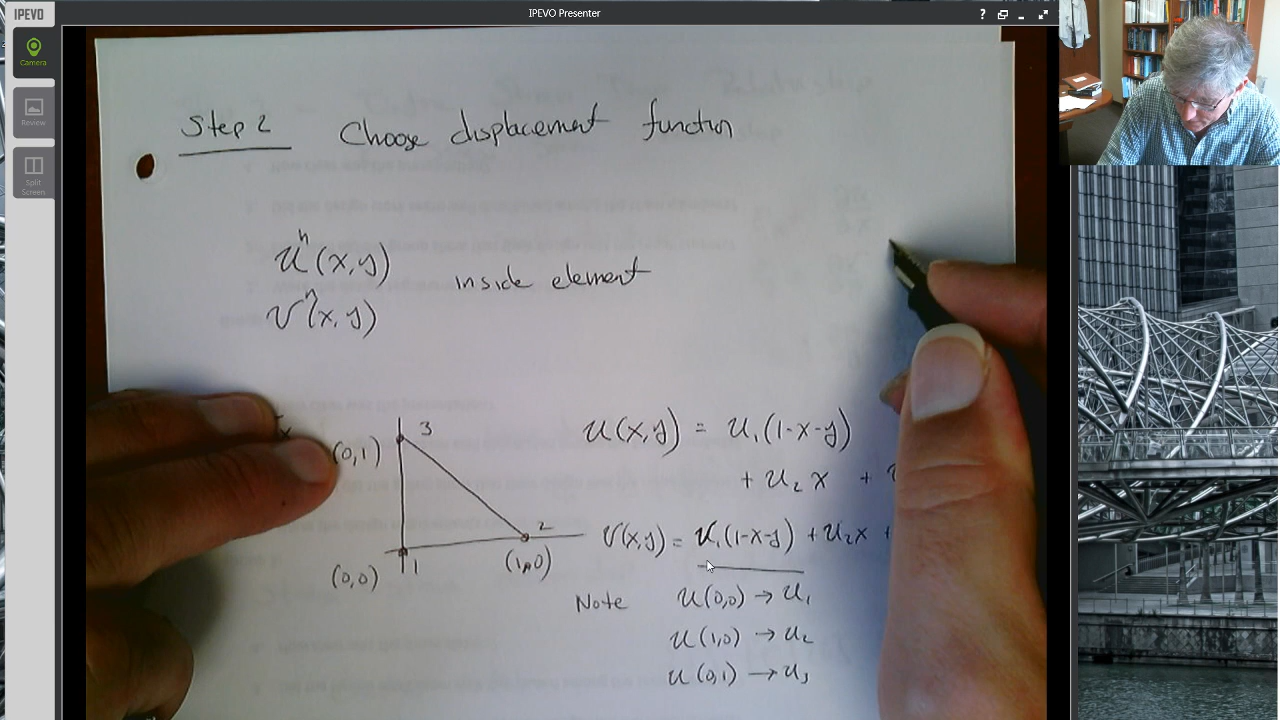 IPEVO Presenter
IPEVO
Camera
Review
Split
Screen
Step 2 Choose displacement function
u^h(x,y)
v^h(x,y)
inside element
x
3
(0,1)
2
(1,0)
1
(0,0)
u(x,y) = u₁(1-x-y)
+ u₂ x +
v(x,y) = v₁(1-x-y) + u₂x +
Note u(0,0) → u₁
u(1,0) → u₂
u(0,1) → u₃